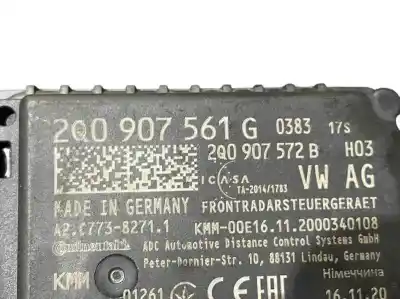 2Q0 907 561 G 0383 17s
2Q0 907 572 B H03
ICASA
TA-2014/1783
VW AG
MADE IN GERMANY FRONTRADARSTEUERGERAET
A2C7738271.1 KMM-00E16.11.2000340108
Continental ADC Automotive Distance Control Systems GmbH
Peter-Dornier-Str. 10, 88131 Lindau, Germany
KMM
01261
CE EAC
Німеччина
16.11.20